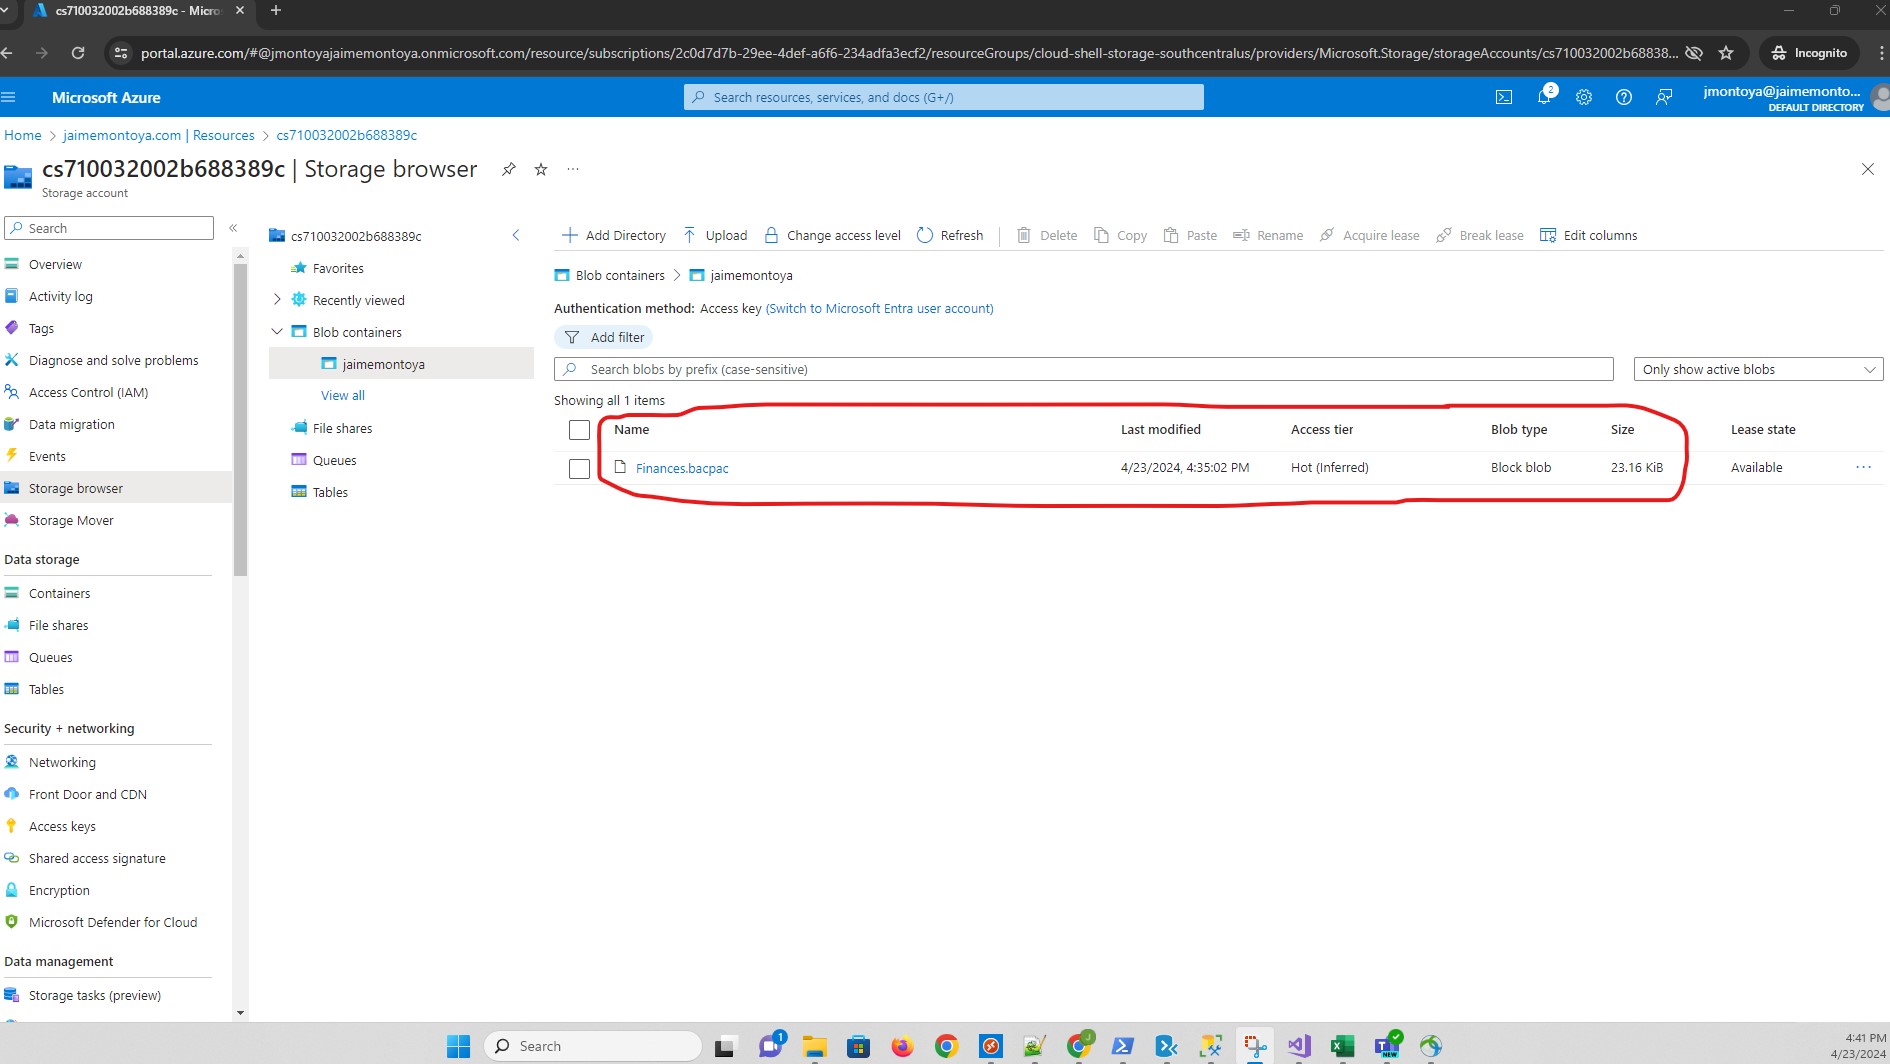 cs710032002b688389c - Micro
portal.azure.com/#@jmontoyajaimemontoya.onmicrosoft.com/resource/subscriptions/2c0d7d7b-29ee-4def-a6f6-234adfa3ecf2/resourceGroups/cloud-shell-storage-southcentralus/providers/Microsoft.Storage/storageAccounts/cs710032002b68838...
Incognito
Microsoft Azure
Search resources, services, and docs (G+/)
2
jmontoya@jaimemonto...
DEFAULT DIRECTORY
Home > jaimemontoya.com | Resources > cs710032002b688389c
cs710032002b688389c | Storage browser
Storage account
Search
Overview
Activity log
Tags
Diagnose and solve problems
Access Control (IAM)
Data migration
Events
Storage browser
Storage Mover
Data storage
Containers
File shares
Queues
Tables
Security + networking
Networking
Front Door and CDN
Access keys
Shared access signature
Encryption
Microsoft Defender for Cloud
Data management
Storage tasks (preview)
cs710032002b688389c
Favorites
Recently viewed
Blob containers
jaimemontoya
View all
File shares
Queues
Tables
Add Directory Upload Change access level Refresh Delete Copy Paste Rename Acquire lease Break lease Edit columns
Blob containers > jaimemontoya
Authentication method: Access key (Switch to Microsoft Entra user account)
Add filter
Search blobs by prefix (case-sensitive)
Only show active blobs
Showing all 1 items
Name Last modified Access tier Blob type Size Lease state
Finances.bacpac 4/23/2024, 4:35:02 PM Hot (Inferred) Block blob 23.16 KiB Available
Search
1
J
NEW
4:41 PM
4/23/2024